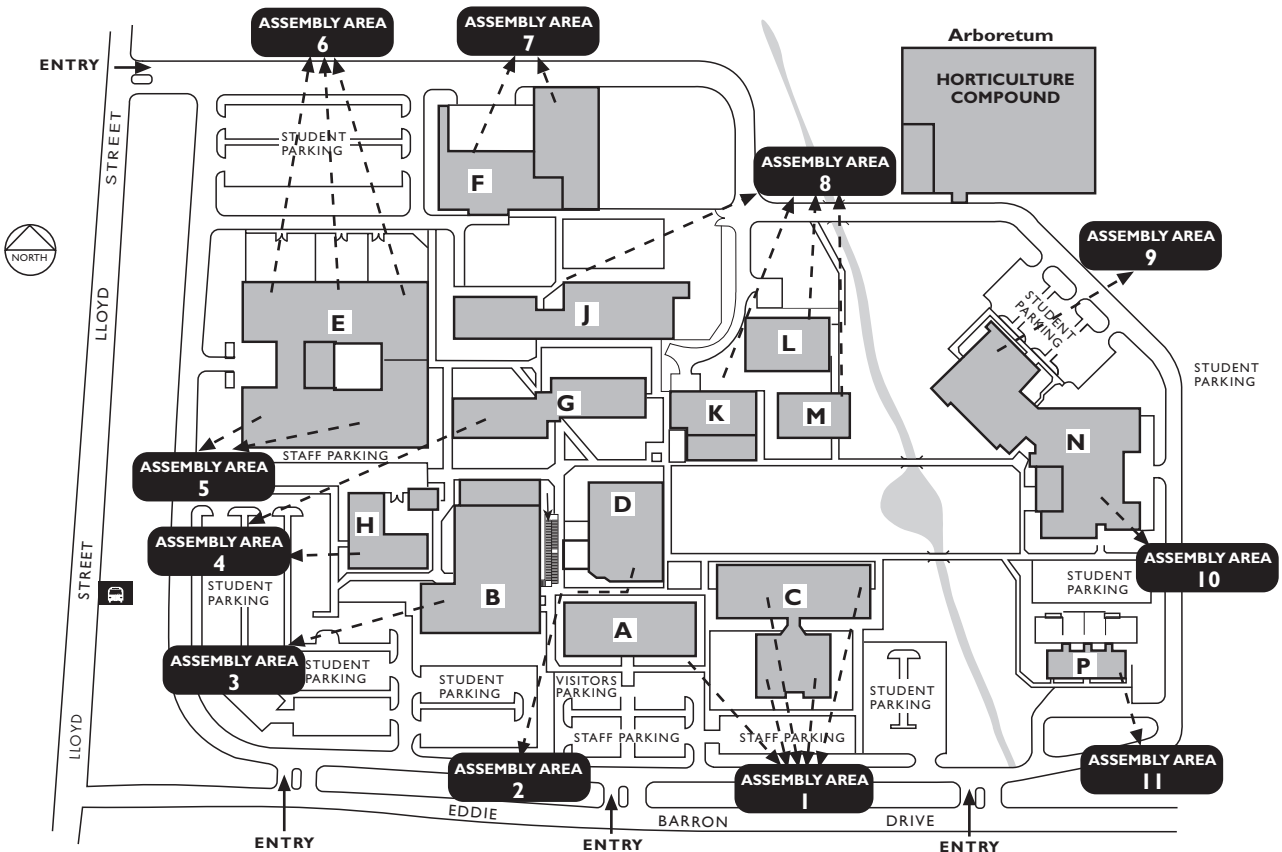 ASSEMBLY AREA
6
ASSEMBLY AREA
7
Arboretum
ENTRY
HORTICULTURE
COMPOUND
STREET
STUDENT
PARKING
ASSEMBLY AREA
8
F
ASSEMBLY AREA
9
NORTH
LLOYD
E
J
STUDENT
PARKING
L
STUDENT
PARKING
G
K
M
N
STAFF PARKING
ASSEMBLY AREA
5
D
H
ASSEMBLY AREA
4
ASSEMBLY AREA
10
STREET
STUDENT
PARKING
STUDENT
PARKING
B
C
A
ASSEMBLY AREA
3
STUDENT
PARKING
STUDENT
PARKING
VISITORS
PARKING
STUDENT
PARKING
P
LLOYD
STAFF PARKING
STAFF PARKING
ASSEMBLY AREA
2
ASSEMBLY AREA
1
ASSEMBLY AREA
11
EDDIE
BARRON
DRIVE
ENTRY
ENTRY
ENTRY